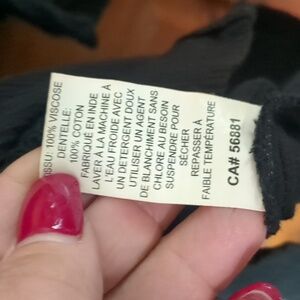 TISSU: 100% VISCOSE
DENTELLE:
100% COTON
FABRIQUÉ EN INDE
LAVER À LA MACHINE À
L'EAU FROIDE AVEC
UN DÉTERGENT DOUX
UTILISER UN AGENT
DE BLANCHIMENT SANS
CHLORE AU BESOIN
SUSPENDRE POUR
SÉCHER
REPASSER À
FAIBLE TEMPÉRATURE
CA# 56881